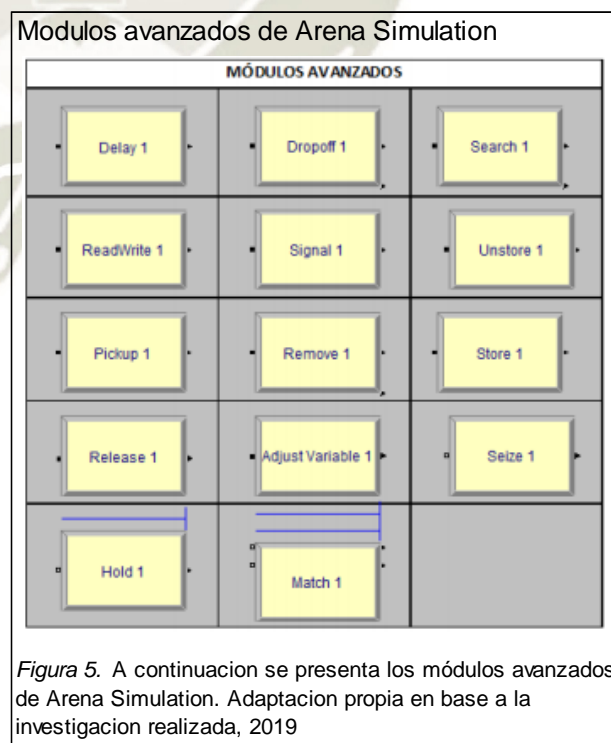 Modulos avanzados de Arena Simulation
MÓDULOS AVANZADOS
Delay 1
Dropoff 1
Search 1
ReadWrite 1
Signal 1
Unstore 1
Pickup 1
Remove 1
Store 1
Release 1
Adjust Variable 1
Seize 1
Hold 1
Match 1
Figura 5. A continuacion se presenta los módulos avanzados
de Arena Simulation. Adaptacion propia en base a la
investigacion realizada, 2019